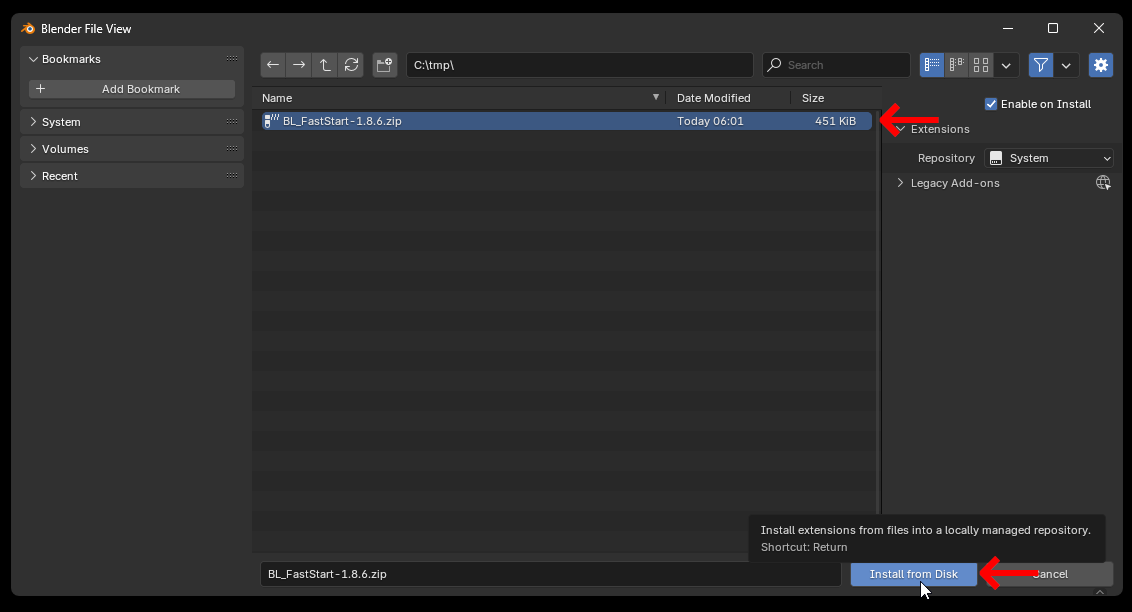 Blender File View
Bookmarks
Add Bookmark
System
Volumes
Recent
C:\tmp\
Search
Name Date Modified Size
BL_FastStart-1.8.6.zip Today 06:01 451 KiB
Enable on Install
Extensions
Repository System
Legacy Add-ons
Install extensions from files into a locally managed repository.
Shortcut: Return
BL_FastStart-1.8.6.zip
Install from Disk
Cancel